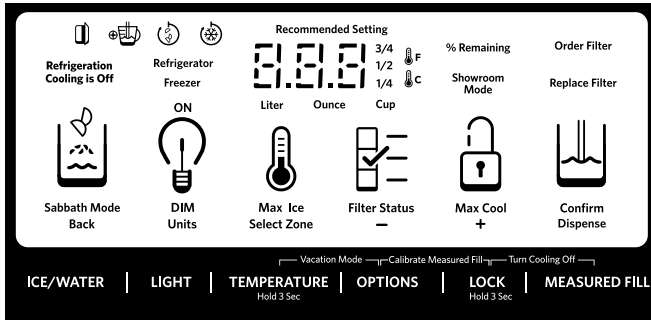 Recommended Setting
Refrigeration
Cooling is Off
Refrigerator
Freezer
8.8.8
3/4
1/2
1/4
F
C
% Remaining
Showroom
Mode
Order Filter
Replace Filter
Liter Ounce Cup
ON
Sabbath Mode
Back
DIM
Units
Max Ice
Select Zone
Filter Status
–
Max Cool
+
Confirm
Dispense
Vacation Mode Calibrate Measured Fill Turn Cooling Off
ICE/WATER | LIGHT | TEMPERATURE | OPTIONS | LOCK | MEASURED FILL
Hold 3 Sec Hold 3 Sec